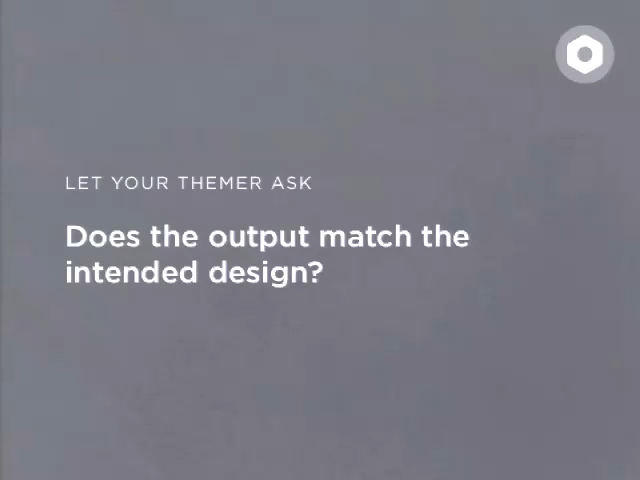 LET YOUR THEMER ASK
Does the output match the
intended design?